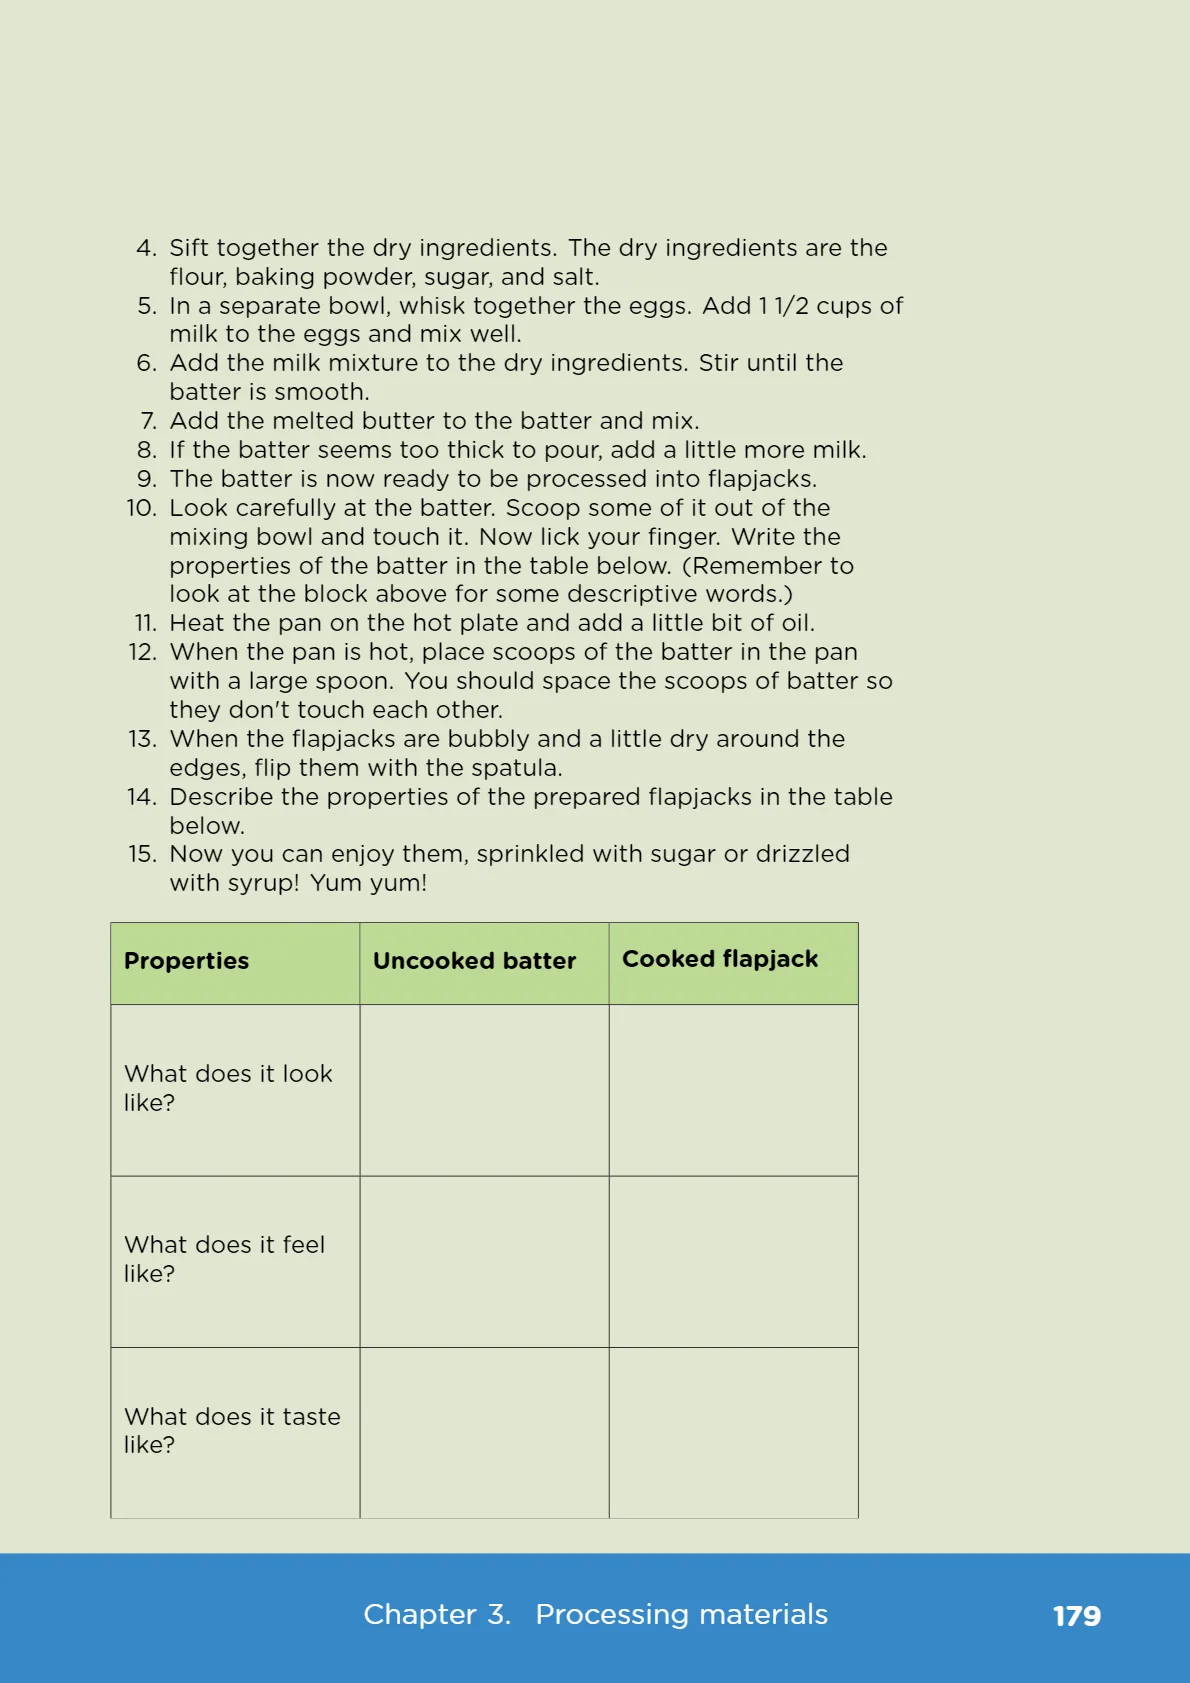 4. Sift together the dry ingredients. The dry ingredients are the
flour, baking powder, sugar, and salt.
5. In a separate bowl, whisk together the eggs. Add 1 1/2 cups of
milk to the eggs and mix well.
6. Add the milk mixture to the dry ingredients. Stir until the
batter is smooth.
7. Add the melted butter to the batter and mix.
8. If the batter seems too thick to pour, add a little more milk.
9. The batter is now ready to be processed into flapjacks.
10. Look carefully at the batter. Scoop some of it out of the
mixing bowl and touch it. Now lick your finger. Write the
properties of the batter in the table below. (Remember to
look at the block above for some descriptive words.)
11. Heat the pan on the hot plate and add a little bit of oil.
12. When the pan is hot, place scoops of the batter in the pan
with a large spoon. You should space the scoops of batter so
they don't touch each other.
13. When the flapjacks are bubbly and a little dry around the
edges, flip them with the spatula.
14. Describe the properties of the prepared flapjacks in the table
below.
15. Now you can enjoy them, sprinkled with sugar or drizzled
with syrup! Yum yum!
Properties Uncooked batter Cooked flapjack
What does it look
like?
What does it feel
like?
What does it taste
like?
Chapter 3. Processing materials 179